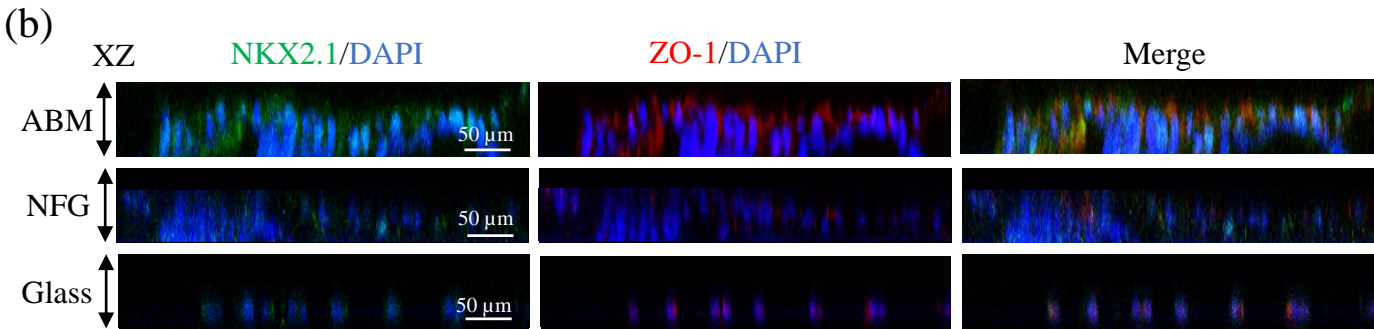 (b)
XZ NKX2.1/DAPI ZO-1/DAPI Merge
ABM 50 µm
NFG 50 µm
Glass 50 µm